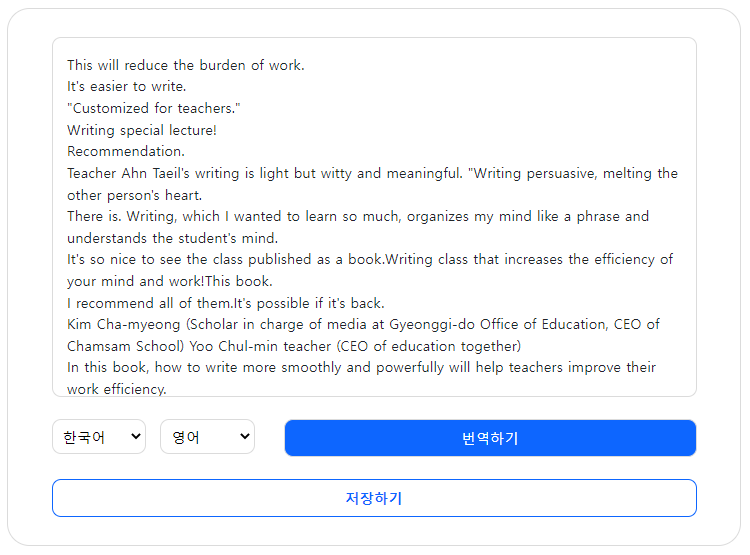 This will reduce the burden of work.
It's easier to write.
"Customized for teachers."
Writing special lecture!
Recommendation.
Teacher Ahn Taeil's writing is light but witty and meaningful. "Writing persuasive, melting the
other person's heart.
There is. Writing, which I wanted to learn so much, organizes my mind like a phrase and
understands the student's mind.
It's so nice to see the class published as a book.Writing class that increases the efficiency of
your mind and work!This book.
I recommend all of them.It's possible if it's back.
Kim Cha-myeong (Scholar in charge of media at Gyeonggi-do Office of Education, CEO of
Chamsam School) Yoo Chul-min teacher (CEO of education together)
In this book, how to write more smoothly and powerfully will help teachers improve their
work efficiency.
한국어 영어 번역하기
저장하기